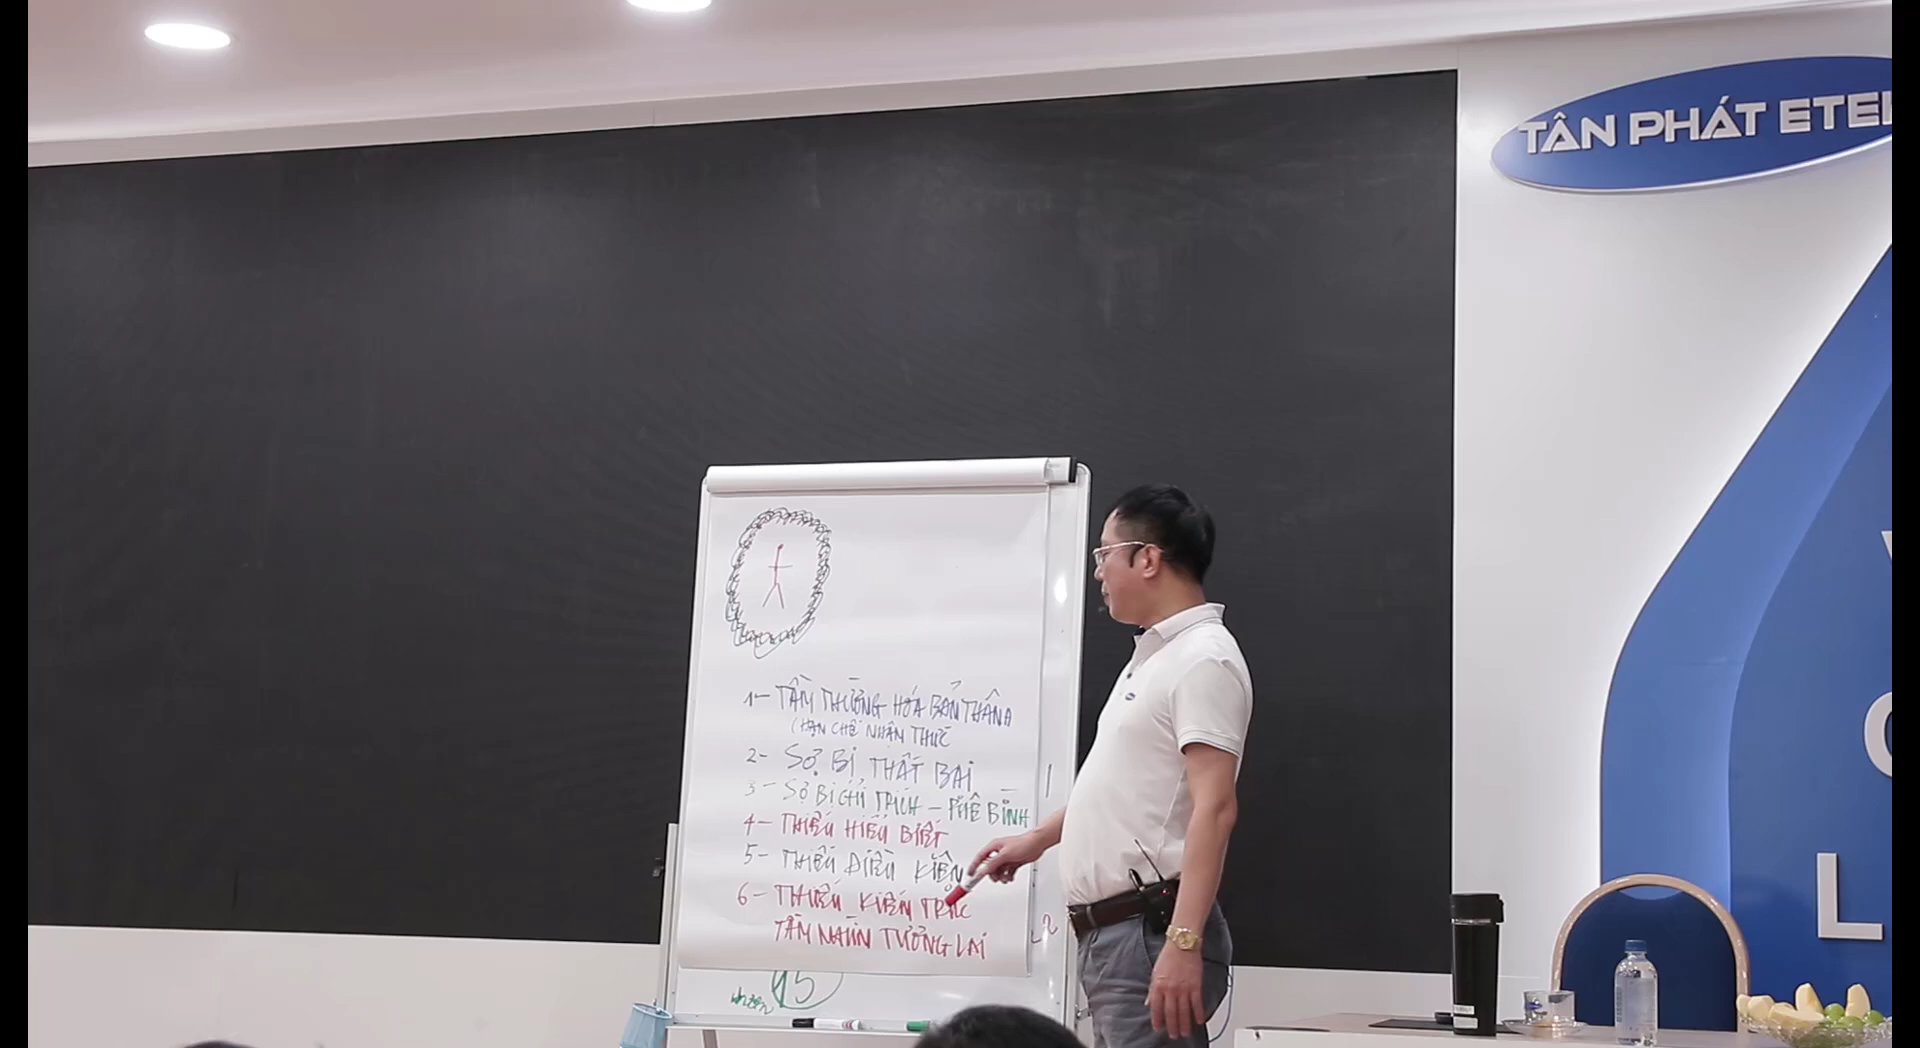 TÂN PHÁT ETE
1- TẦM THƯỜNG HÓA BẢN THÂN
(HẠN CHẾ NHẬN THỨC
2- SỢ BỊ THẤT BẠI
3- SỢ BỊ CHỈ TRÍCH - PHÊ BÌNH
4- THIẾU HIỂU BIẾT
5- THIẾU ĐIỀU KIỆN
6- THIẾU KIẾN TRÚC
TẦM NHÌN TƯƠNG LAI
15
L